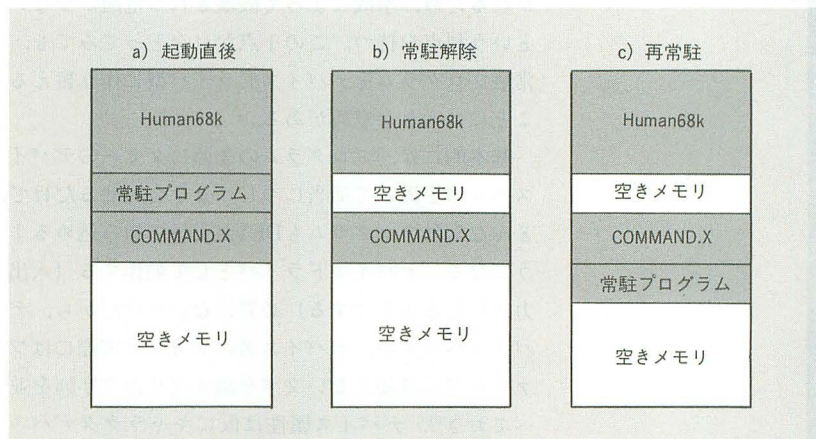 a) 起動直後
Human68k
常駐プログラム
COMMAND.X
空きメモリ
b) 常駐解除
Human68k
空きメモリ
COMMAND.X
空きメモリ
c) 再常駐
Human68k
空きメモリ
COMMAND.X
常駐プログラム
空きメモリ